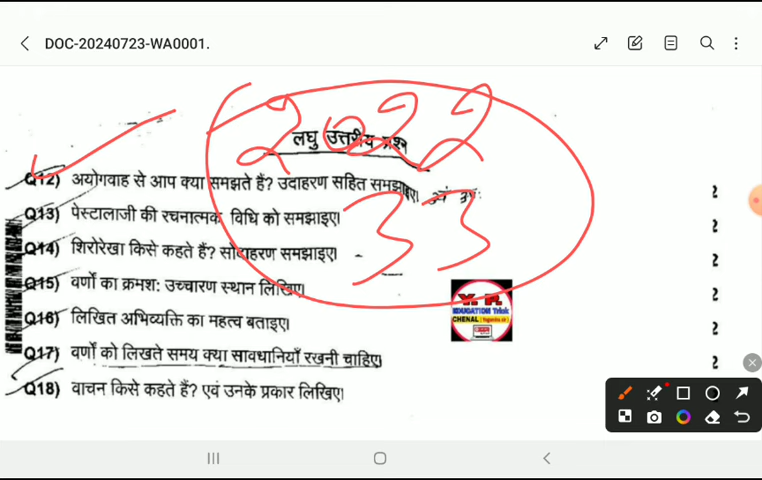 DOC-20240723-WA0001.
2022
33
लघु उत्तरीय प्रश्न
Q12) अयोगवाह से आप क्या समझते हैं? उदाहरण सहित समझाइए। अं अः 2
Q13) पेस्टालाजी की रचनात्मक विधि को समझाइए। 2
Q14) शिरोरेखा किसे कहते हैं? सोदाहरण समझाइए। 2
Q15) वर्णों का क्रमश: उच्चारण स्थान लिखिए। 2
Q16) लिखित अभिव्यक्ति का महत्व बताइए। 2
Q17) वर्णों को लिखते समय क्या सावधानियाँ रखनी चाहिए। 2
Q18) वाचन किसे कहते हैं? एवं उनके प्रकार लिखिए।
Y. P.
EDUCATION Trick
CHENAL